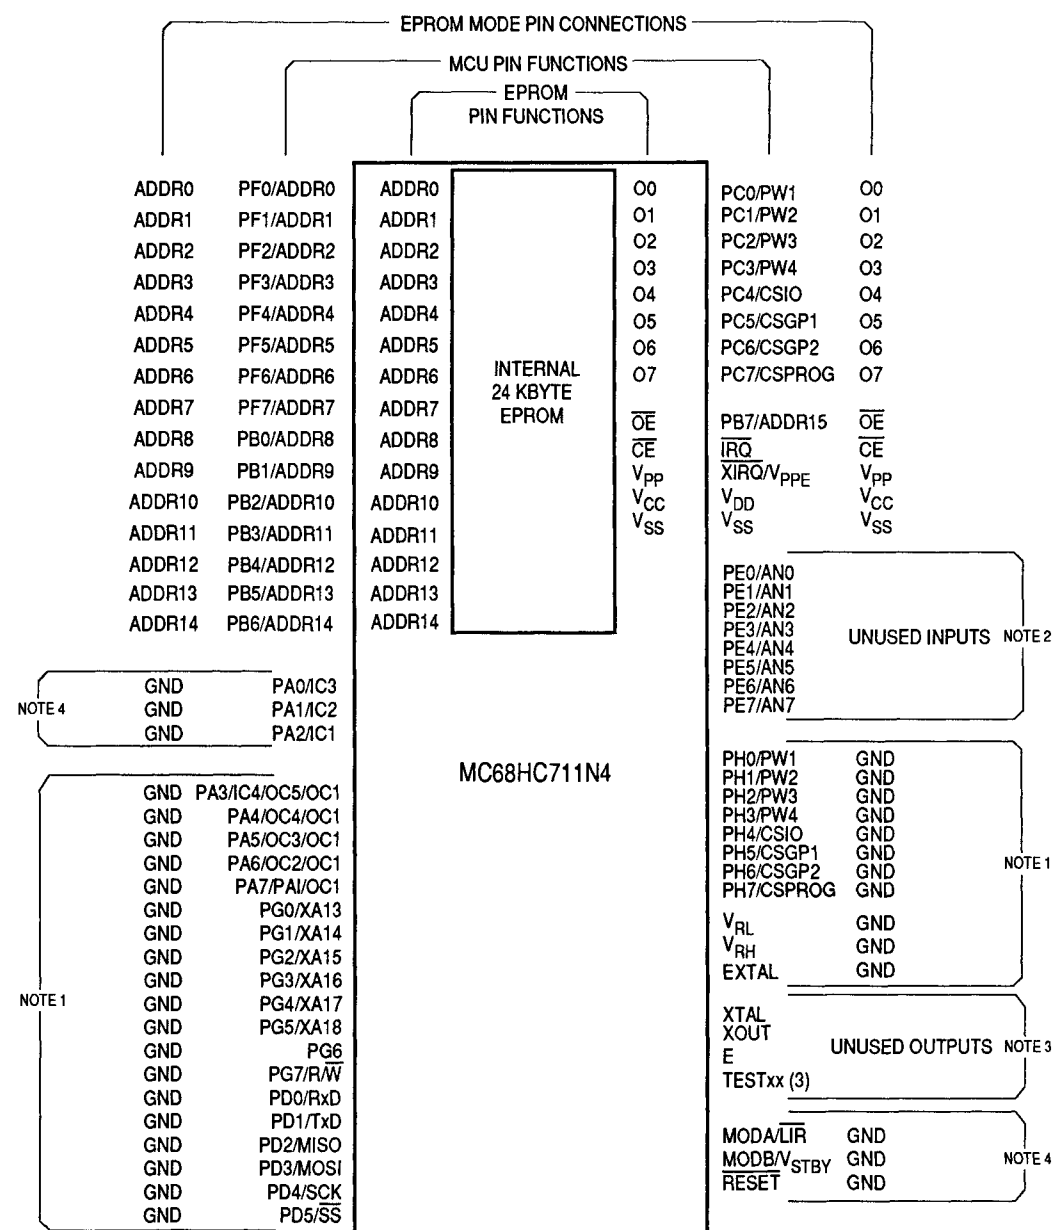 EPROM MODE PIN CONNECTIONS
MCU PIN FUNCTIONS
EPROM
PIN FUNCTIONS
ADDR0 PF0/ADDR0 ADDR0 O0 PC0/PW1 O0
ADDR1 PF1/ADDR1 ADDR1 O1 PC1/PW2 O1
ADDR2 PF2/ADDR2 ADDR2 O2 PC2/PW3 O2
ADDR3 PF3/ADDR3 ADDR3 O3 PC3/PW4 O3
ADDR4 PF4/ADDR4 ADDR4 O4 PC4/CSIO O4
ADDR5 PF5/ADDR5 ADDR5 O5 PC5/CSGP1 O5
ADDR6 PF6/ADDR6 ADDR6 O6 PC6/CSGP2 O6
INTERNAL O7 PC7/CSPROG O7
24 KBYTE
ADDR7 PF7/ADDR7 ADDR7 EPROM O̅E̅ PB7/ADDR15 O̅E̅
ADDR8 PB0/ADDR8 ADDR8 C̅E̅ I̅R̅Q̅ C̅E̅
ADDR9 PB1/ADDR9 ADDR9 VPP X̅I̅R̅Q̅/VPPE VPP
ADDR10 PB2/ADDR10 ADDR10 VCC VDD VCC
ADDR11 PB3/ADDR11 ADDR11 VSS VSS VSS
ADDR12 PB4/ADDR12 ADDR12
ADDR13 PB5/ADDR13 ADDR13
ADDR14 PB6/ADDR14 ADDR14
PE0/AN0
PE1/AN1
PE2/AN2
PE3/AN3 UNUSED INPUTS NOTE 2
PE4/AN4
PE5/AN5
PE6/AN6
PE7/AN7
GND PA0/IC3
NOTE 4 GND PA1/IC2
GND PA2/IC1
MC68HC711N4
GND PA3/IC4/OC5/OC1
GND PA4/OC4/OC1
GND PA5/OC3/OC1
GND PA6/OC2/OC1
GND PA7/PAI/OC1
GND PG0/XA13
GND PG1/XA14
GND PG2/XA15
GND PG3/XA16
NOTE 1 GND PG4/XA17
GND PG5/XA18
GND PG6
GND PG7/R/W̅
GND PD0/RxD
GND PD1/TxD
GND PD2/MISO
GND PD3/MOSI
GND PD4/SCK
GND PD5/S̅S̅
PH0/PW1 GND
PH1/PW2 GND
PH2/PW3 GND
PH3/PW4 GND
PH4/CSIO GND
PH5/CSGP1 GND NOTE 1
PH6/CSGP2 GND
PH7/CSPROG GND
VRL GND
VRH GND
EXTAL GND
XTAL
XOUT
E UNUSED OUTPUTS NOTE 3
TESTxx (3)
MODA/L̅I̅R̅ GND
MODB/VSTBY GND NOTE 4
R̅E̅S̅E̅T̅ GND